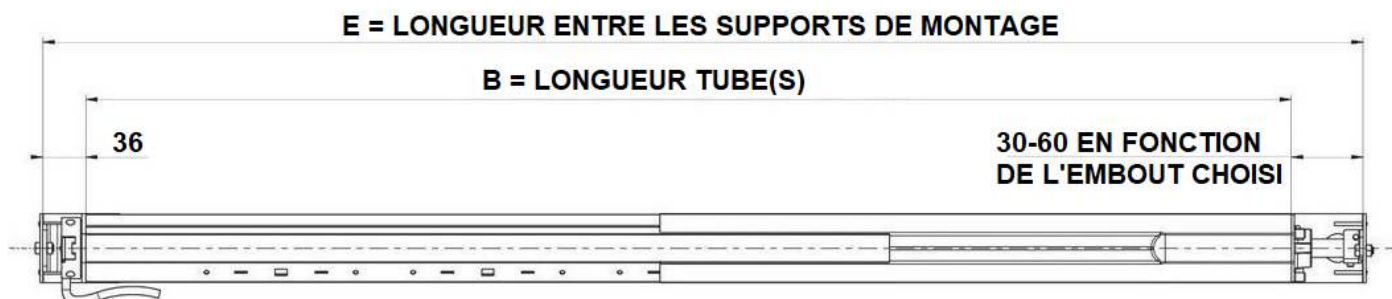 E = LONGUEUR ENTRE LES SUPPORTS DE MONTAGE
B = LONGUEUR TUBE(S)
36
30-60 EN FONCTION
DE L'EMBOUT CHOISI